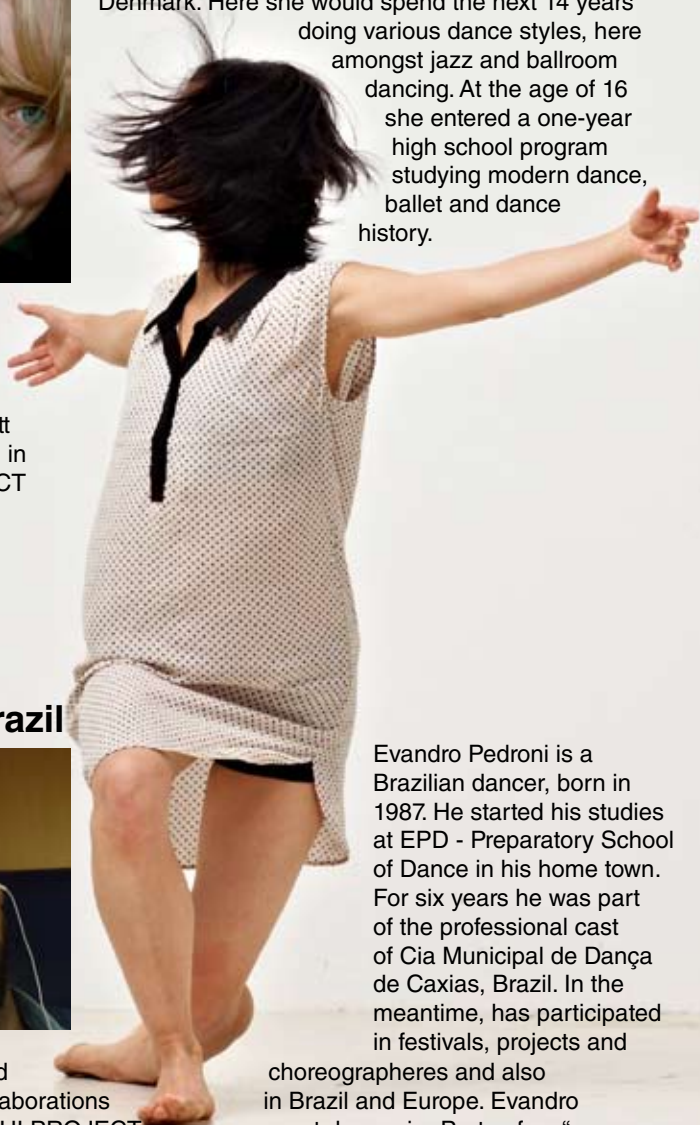 Denmark. Here she would spend the next 14 years
doing various dance styles, here
amongst jazz and ballroom
dancing. At the age of 16
she entered a one-year
high school program
studying modern dance,
ballet and dance
history.
in
Evandro Pedroni is a
Brazilian dancer, born in
1987. He started his studies
at EPD - Preparatory School
of Dance in his home town.
For six years he was part
of the professional cast
of Cia Municipal de Dança
de Caxias, Brazil. In the
meantime, has participated
in festivals, projects and
choreographeres and also
in Brazil and Europe. Evandro